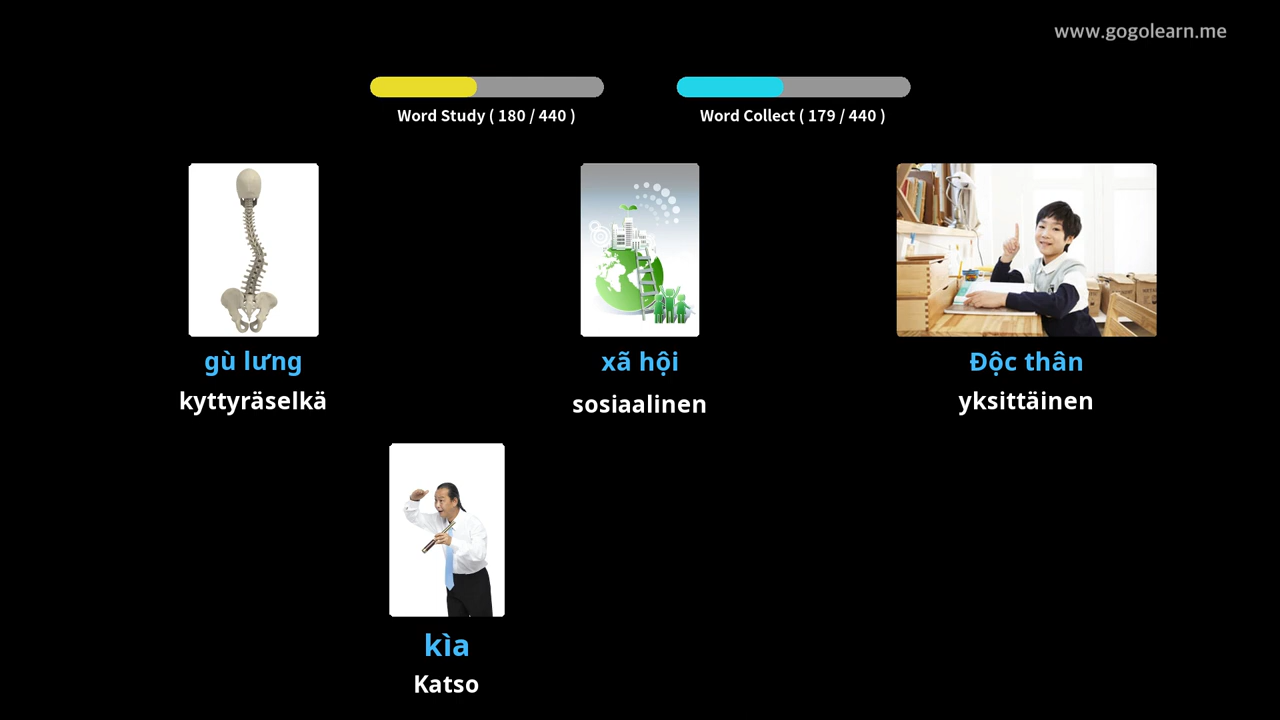 www.gogolearn.me
Word Study ( 180 / 440 )
Word Collect ( 179 / 440 )
gù lưng
kyttyräselkä
xã hội
sosiaalinen
Độc thân
yksittäinen
kìa
Katso